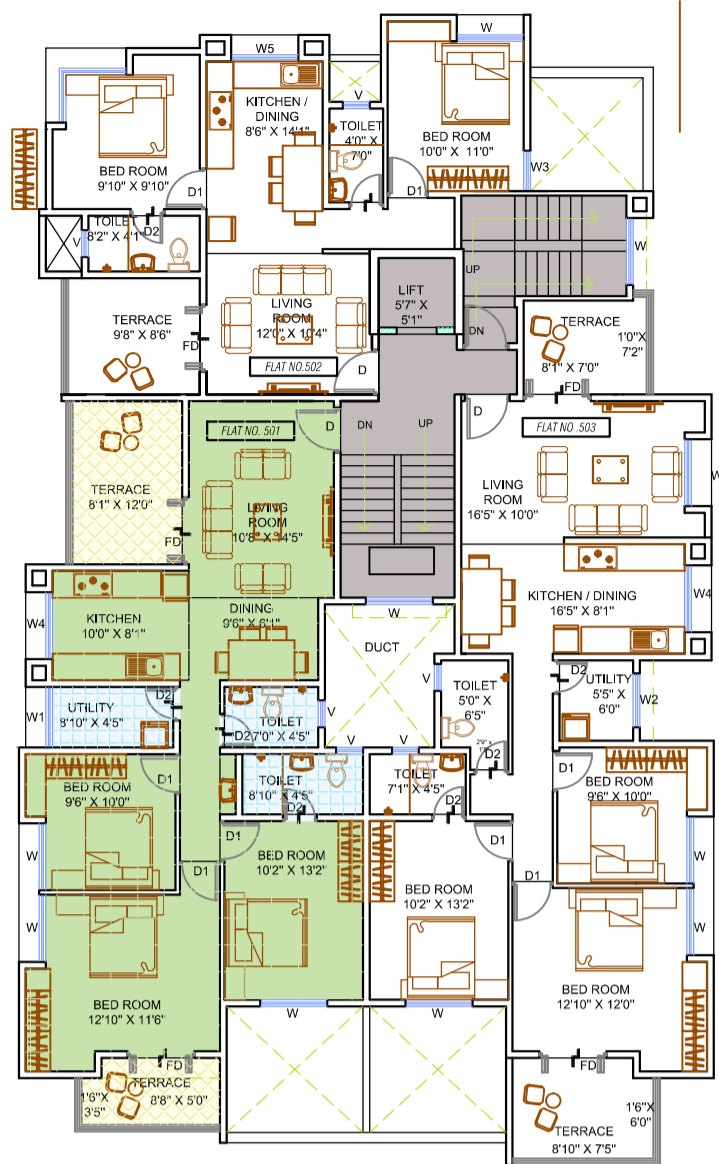 W
W5
BED ROOM
9'10" X 9'10"
D1
KITCHEN /
DINING
8'6" X 14'1"
V
TOILET
4'0" X
7'0"
BED ROOM
10'0" X 11'0"
D1
W3
TOILET
8'2" X 4'1"
D2
V
W
UP
DN
LIFT
5'7" X
5'1"
TERRACE
9'8" X 8'6"
FD
LIVING
ROOM
12'0" X 10'4"
FLAT NO.502
D
TERRACE
8'1" X 7'0"
1'0"X
7'2"
FD
D
FLAT NO. 501
D
DN
UP
FLAT NO .503
TERRACE
8'1" X 12'0"
FD
LIVING
ROOM
10'8" X 14'5"
LIVING
ROOM
16'5" X 10'0"
W
KITCHEN
10'0" X 8'1"
W4
DINING
9'6" X 6'1"
W
DUCT
KITCHEN / DINING
16'5" X 8'1"
W4
UTILITY
8'10" X 4'5"
W1
D2
TOILET
7'0" X 4'5"
D2
V
V
TOILET
5'0" X
6'5"
D2
D2
UTILITY
5'5" X
6'0"
W2
V
V
BED ROOM
9'6" X 10'0"
D1
TOILET
8'10" X 4'5"
D2
TOILET
7'1" X 4'5"
D2
D1
BED ROOM
9'6" X 10'0"
W
W
D1
BED ROOM
10'2" X 13'2"
BED ROOM
10'2" X 13'2"
D1
D1
D1
W
W
BED ROOM
12'10" X 11'6"
BED ROOM
12'10" X 12'0"
W
W
FD
FD
TERRACE
8'8" X 5'0"
1'6"X
3'5"
TERRACE
8'10" X 7'5"
1'6"X
6'0"